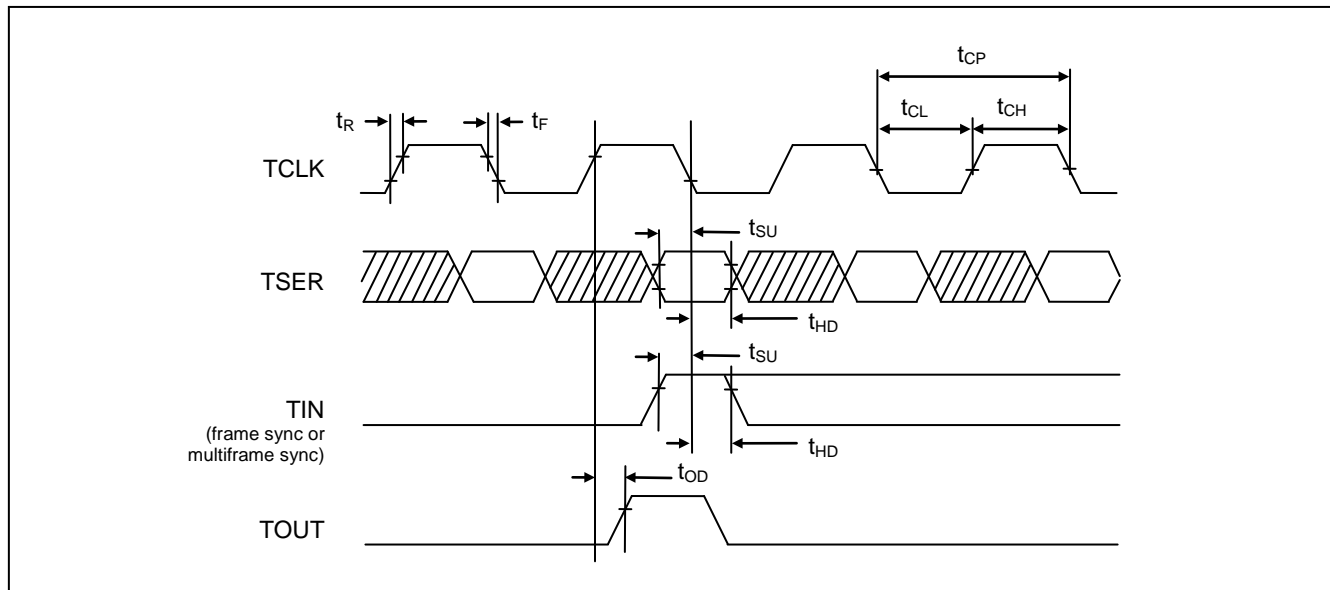 tCP
tCL
tCH
tR
tF
TCLK
tSU
TSER
tHD
tSU
TIN
(frame sync or
multiframe sync)
tHD
tOD
TOUT